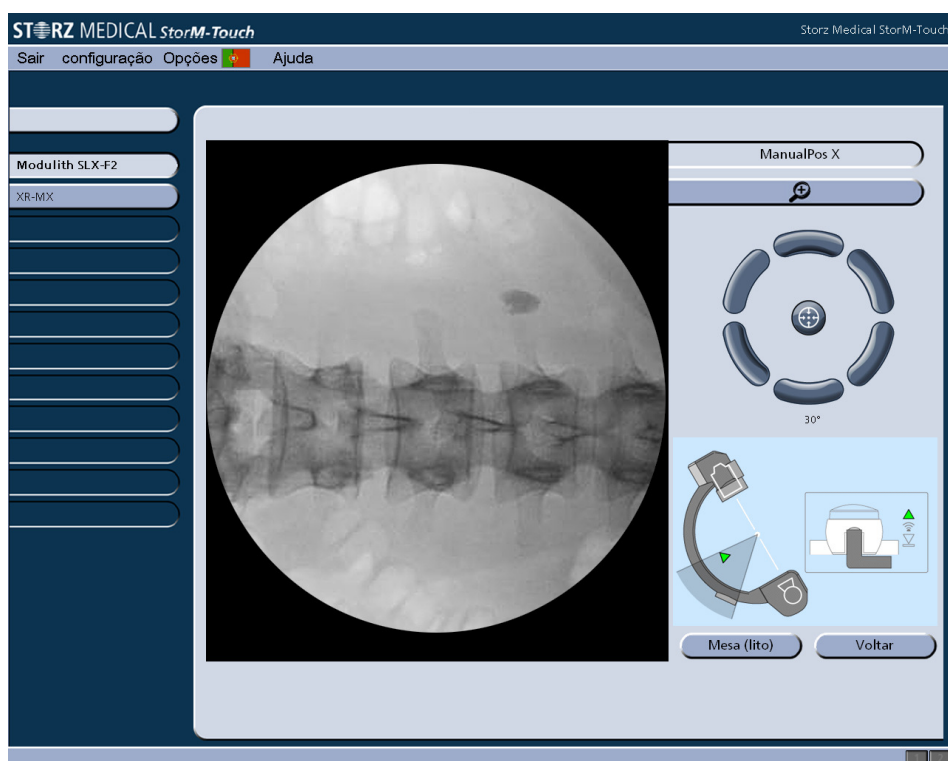 STORZ MEDICAL StorM-Touch
Storz Medical StorM-Touch
Sair configuração Opções Ajuda
Modulith SLX-F2
XR-MX
ManualPos X
30°
Mesa (lito) Voltar